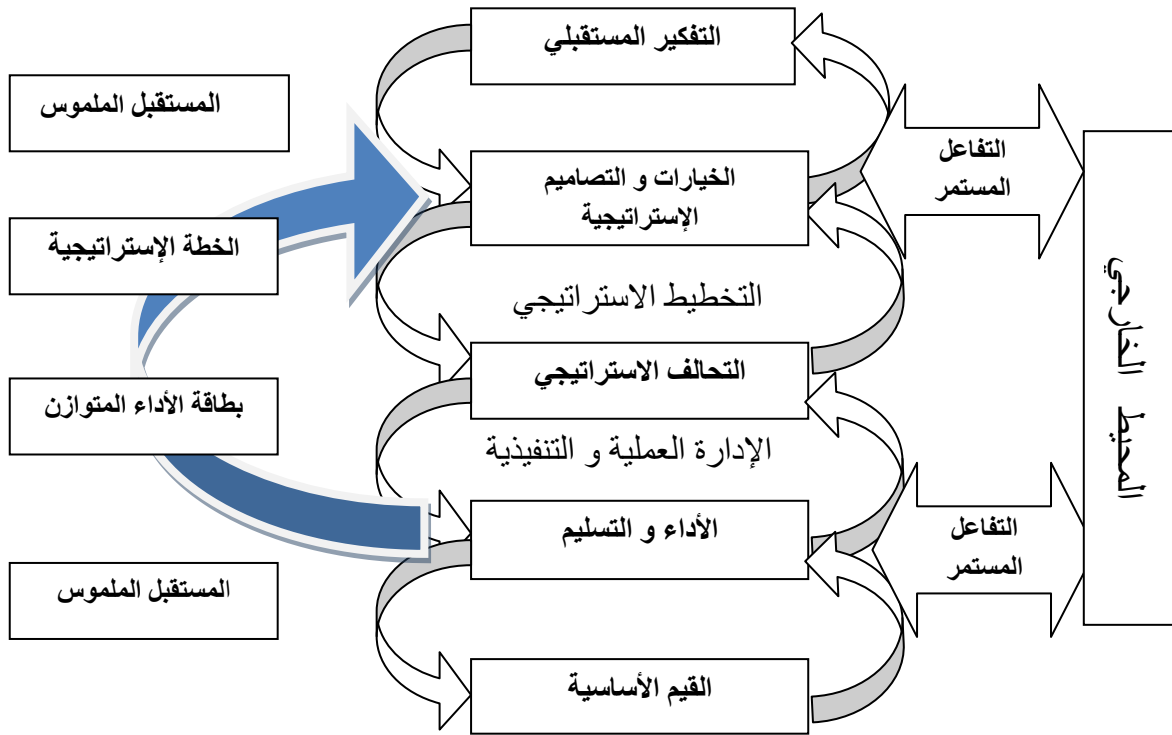 التفكير المستقبلي
المستقبل الملموس
التفاعل
المستمر
الخيارات و التصاميم
الإستراتيجية
الخطة الإستراتيجية
المحيط الخارجي
التخطيط الاستراتيجي
التحالف الاستراتيجي
بطاقة الأداء المتوازن
الإدارة العملية و التنفيذية
الأداء و التسليم
التفاعل
المستمر
المستقبل الملموس
القيم الأساسية